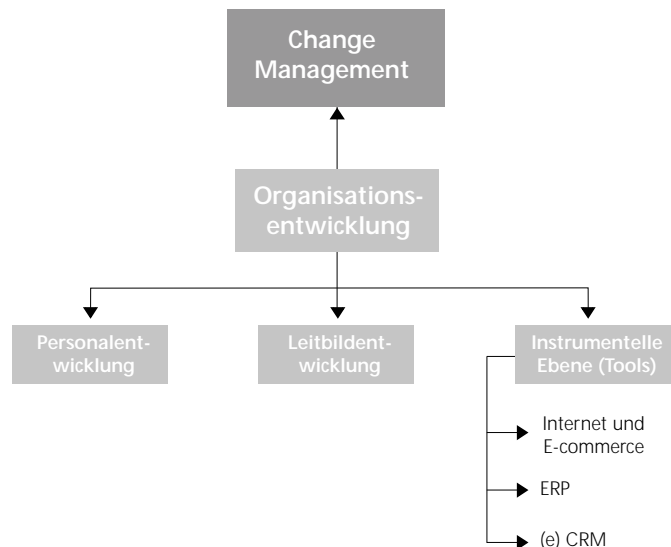 Change
Management
Organisations-
entwicklung
Personalent-
wicklung
Leitbildent-
wicklung
Instrumentelle
Ebene (Tools)
Internet und
E-commerce
ERP
(e) CRM